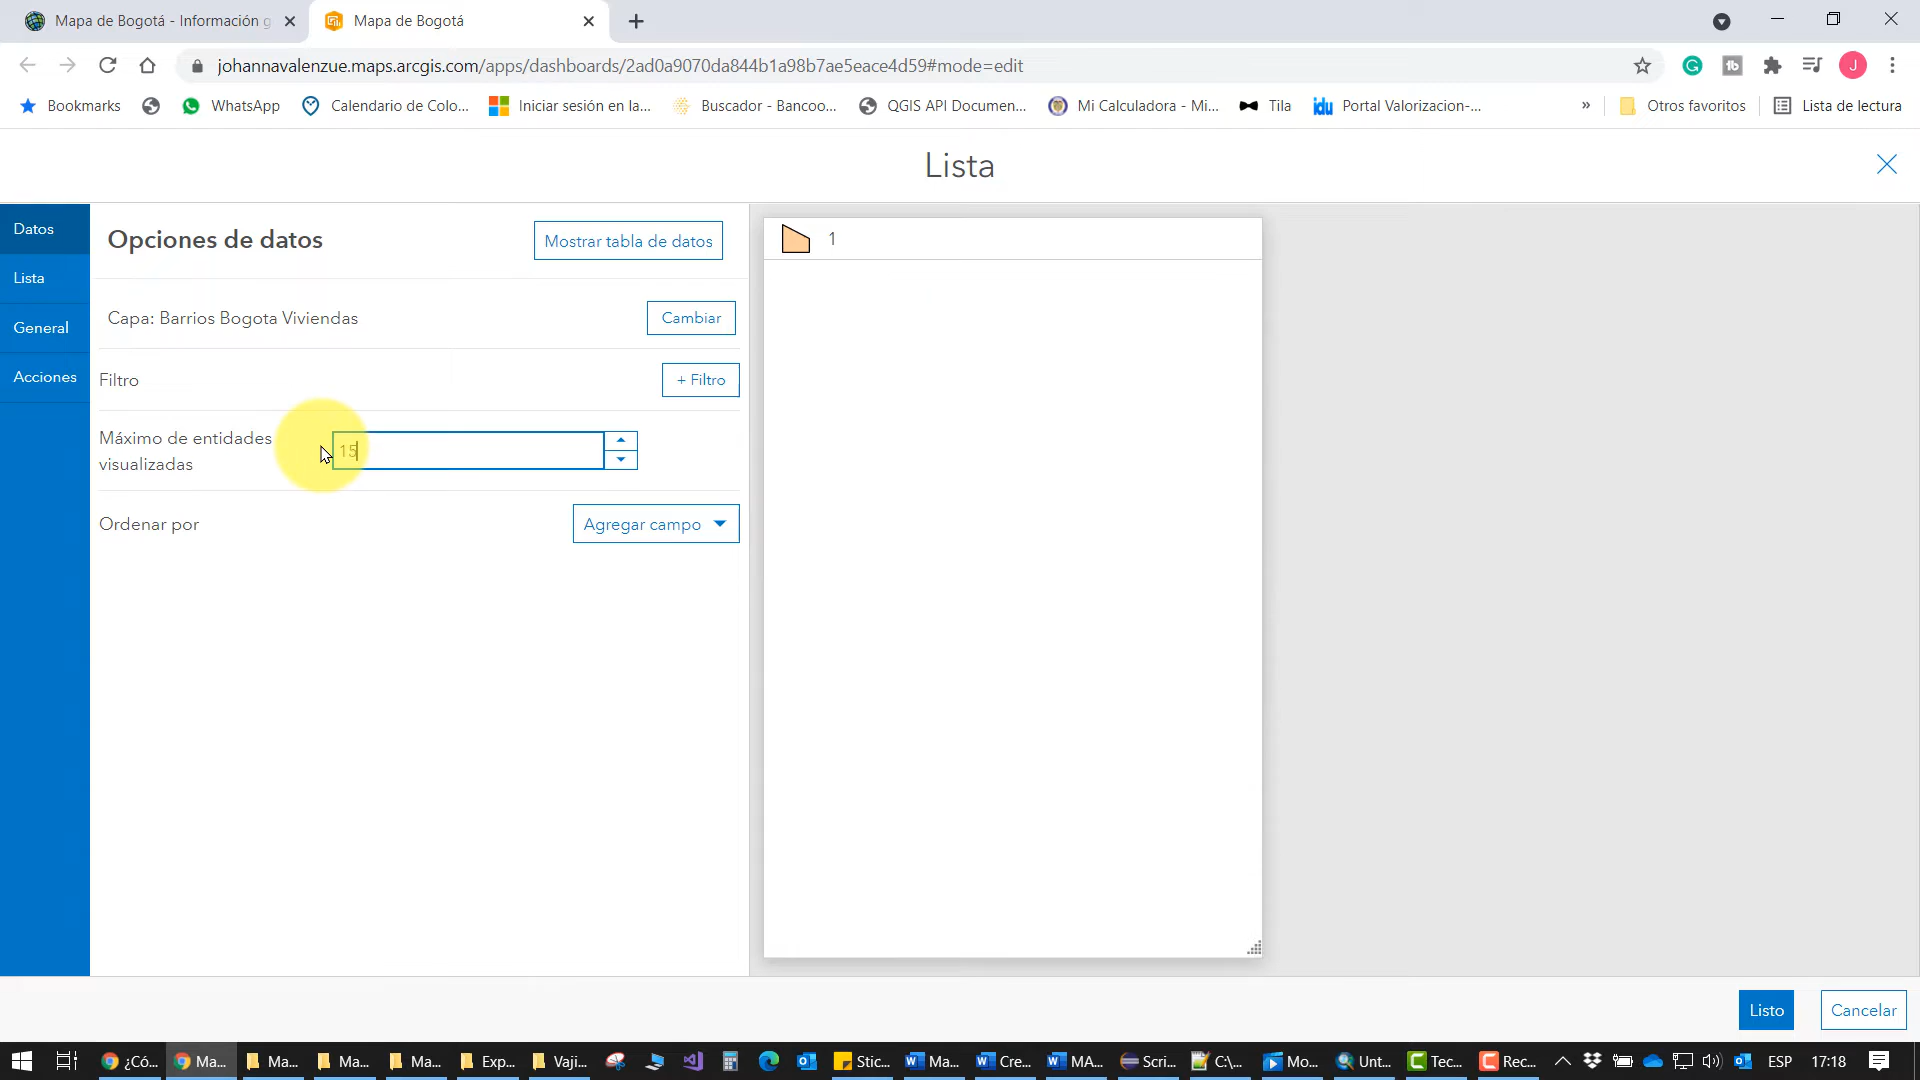 Mapa de Bogotá - Información g
Mapa de Bogotá
johannavalenzue.maps.arcgis.com/apps/dashboards/2ad0a9070da844b1a98b7ae5eace4d59#mode=edit
J
Bookmarks
WhatsApp
Calendario de Colo...
Iniciar sesión en la...
Buscador - Bancoo...
QGIS API Documen...
Mi Calculadora - Mi...
Tila
idu
Portal Valorizacion-...
»
Otros favoritos
Lista de lectura
Lista
Datos
Lista
General
Acciones
Opciones de datos
Mostrar tabla de datos
Capa: Barrios Bogota Viviendas
Cambiar
Filtro
+ Filtro
Máximo de entidades
visualizadas
15
Ordenar por
Agregar campo
1
Listo
Cancelar
¿Có...
Ma...
Ma...
Ma...
Ma...
Exp...
Vaji...
Stic...
Ma...
Cre...
MA...
Scri...
C:\...
Mo...
Unt...
Tec...
Rec...
ESP
17:18